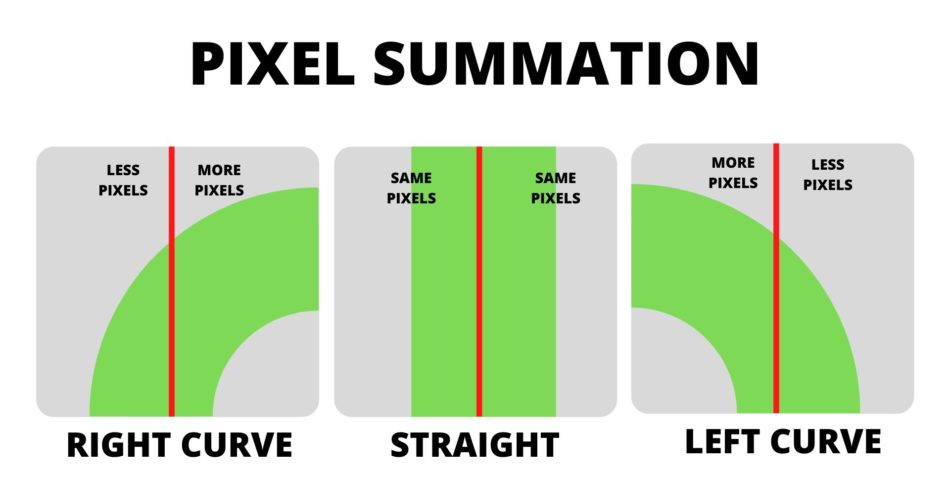 PIXEL SUMMATION
LESS
PIXELS
MORE
PIXELS
SAME
PIXELS
SAME
PIXELS
MORE
PIXELS
LESS
PIXELS
RIGHT CURVE
STRAIGHT
LEFT CURVE